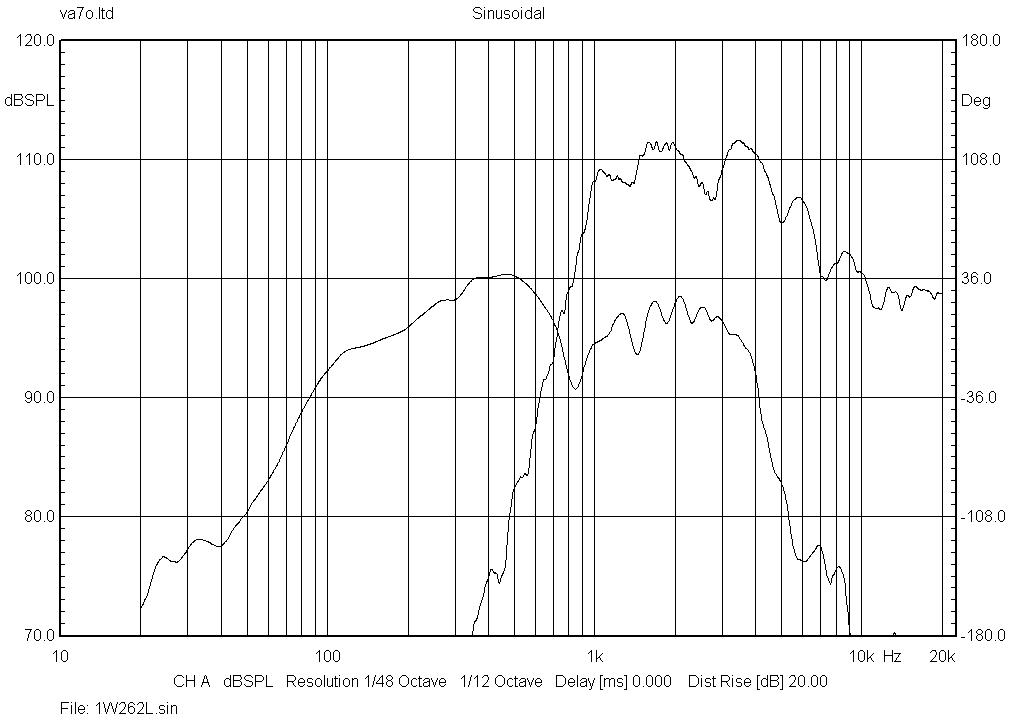 va7o.ltd Sinusoidal
120.0 180.0
dBSPL Deg
110.0 108.0
100.0 36.0
90.0 -36.0
80.0 -108.0
70.0 -180.0
10 100 1k 10k Hz 20k
CH A dBSPL Resolution 1/48 Octave 1/12 Octave Delay [ms] 0.000 Dist Rise [dB] 20.00
File: 1W262L.sin